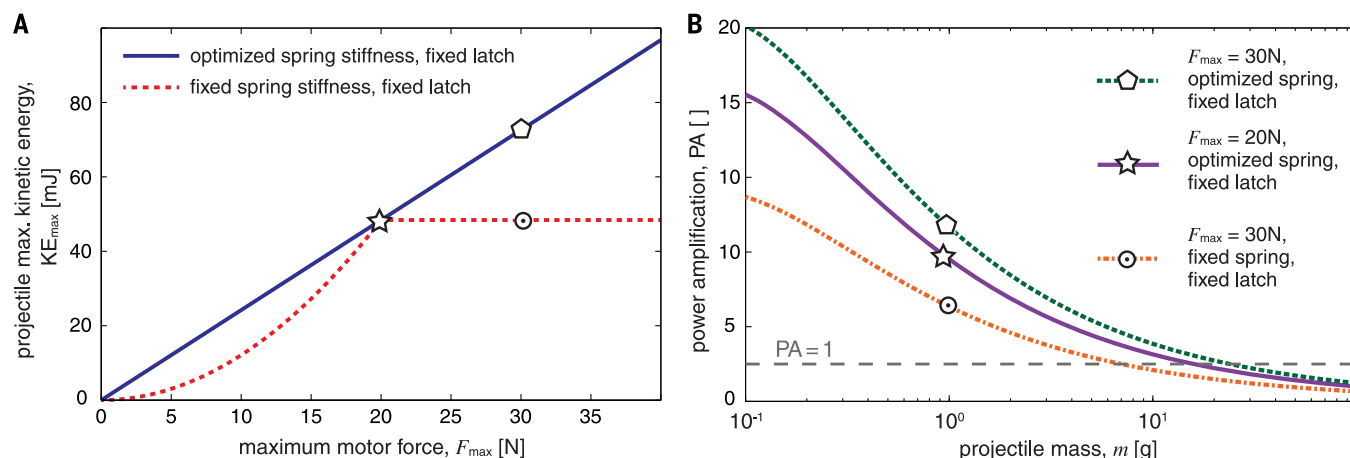 A
projectile max. kinetic energy,
KEmax [mJ]
80
60
40
20
0
optimized spring stiffness, fixed latch
fixed spring stiffness, fixed latch
0 5 10 15 20 25 30 35
maximum motor force, Fmax [N]
B
power amplification, PA [ ]
20
15
10
10
5
0
PA = 1
Fmax = 30N,
optimized spring,
fixed latch
Fmax = 20N,
optimized spring,
fixed latch
Fmax = 30N,
fixed spring,
fixed latch
10-1 100 101
projectile mass, m [g]